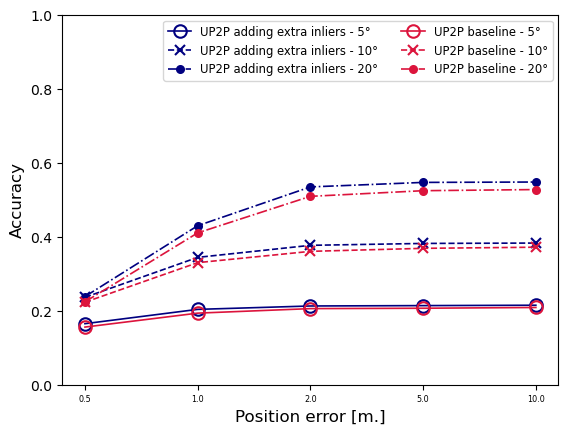 UP2P adding extra inliers - 5°
UP2P adding extra inliers - 10°
UP2P adding extra inliers - 20°
UP2P baseline - 5°
UP2P baseline - 10°
UP2P baseline - 20°
Accuracy
1.0
0.8
0.6
0.4
0.2
0.0
0.5 1.0 2.0 5.0 10.0
Position error [m.]